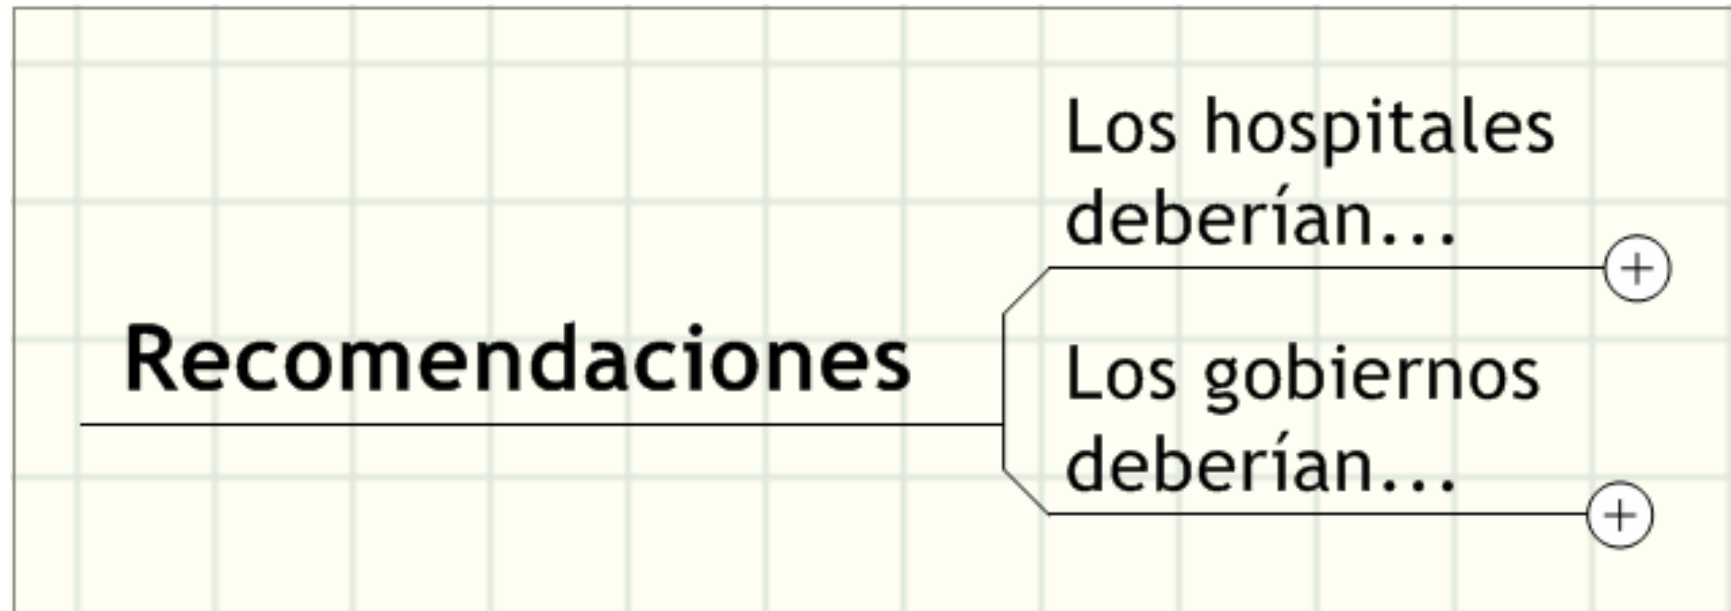 Los hospitales
deberían...
Recomendaciones
Los gobiernos
deberían...